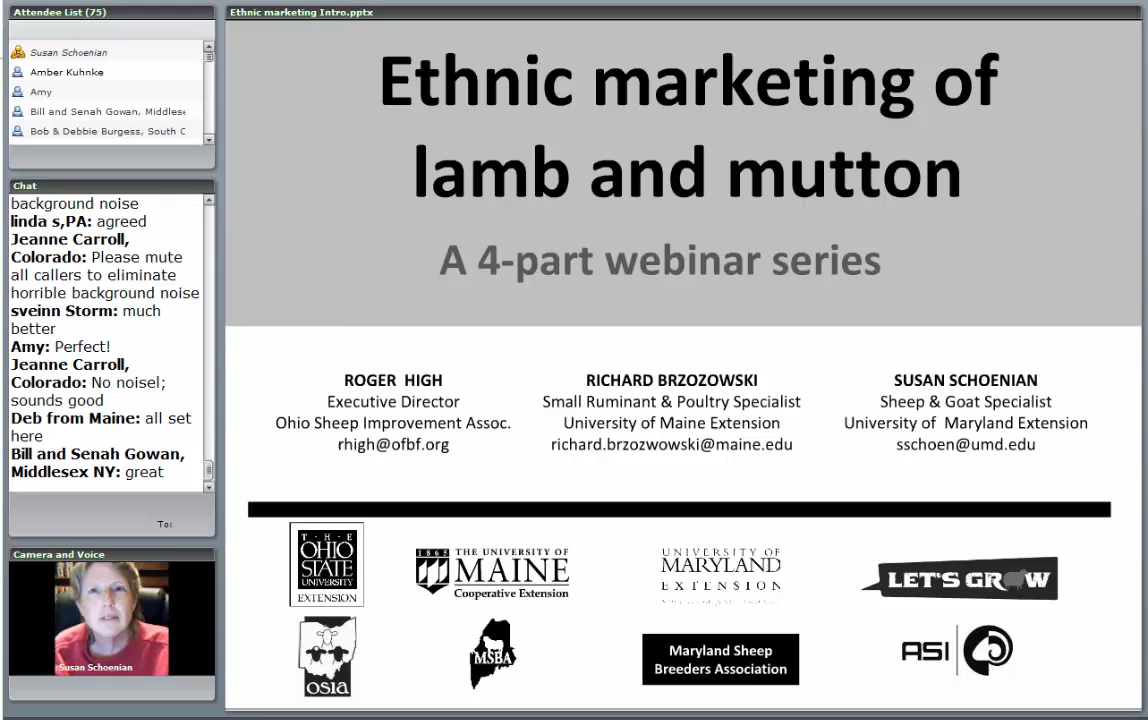 Attendee List (75)
Susan Schoenian
Amber Kuhnke
Amy
Bill and Senah Gowan, Middlese
Bob & Debbie Burgess, South C
Chat
background noise
linda s,PA: agreed
Jeanne Carroll,
Colorado: Please mute
all callers to eliminate
horrible background noise
sveinn Storm: much
better
Amy: Perfect!
Jeanne Carroll,
Colorado: No noisel;
sounds good
Deb from Maine: all set
here
Bill and Senah Gowan,
Middlesex NY: great
To:
Camera and Voice
Susan Schoenian
Ethnic marketing Intro.pptx
Ethnic marketing of
lamb and mutton
A 4-part webinar series
ROGER HIGH
Executive Director
Ohio Sheep Improvement Assoc.
rhigh@ofbf.org
RICHARD BRZOZOWSKI
Small Ruminant & Poultry Specialist
University of Maine Extension
richard.brzozwowski@maine.edu
SUSAN SCHOENIAN
Sheep & Goat Specialist
University of Maryland Extension
sschoen@umd.edu
T·H·E
OHIO
STATE
UNIVERSITY
EXTENSION
1865 THE UNIVERSITY OF
MAINE
Cooperative Extension
UNIVERSITY OF
MARYLAND
EXTENSION
LET'S GROW
OSIA
MSBA
Maryland Sheep
Breeders Association
ASI